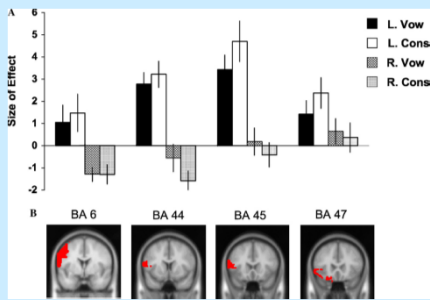 A
6
5
4
3
2
1
0
-1
-2
Size of Effect
L. Vow
L. Cons
R. Vow
R. Cons
B
BA 6
BA 44
BA 45
BA 47